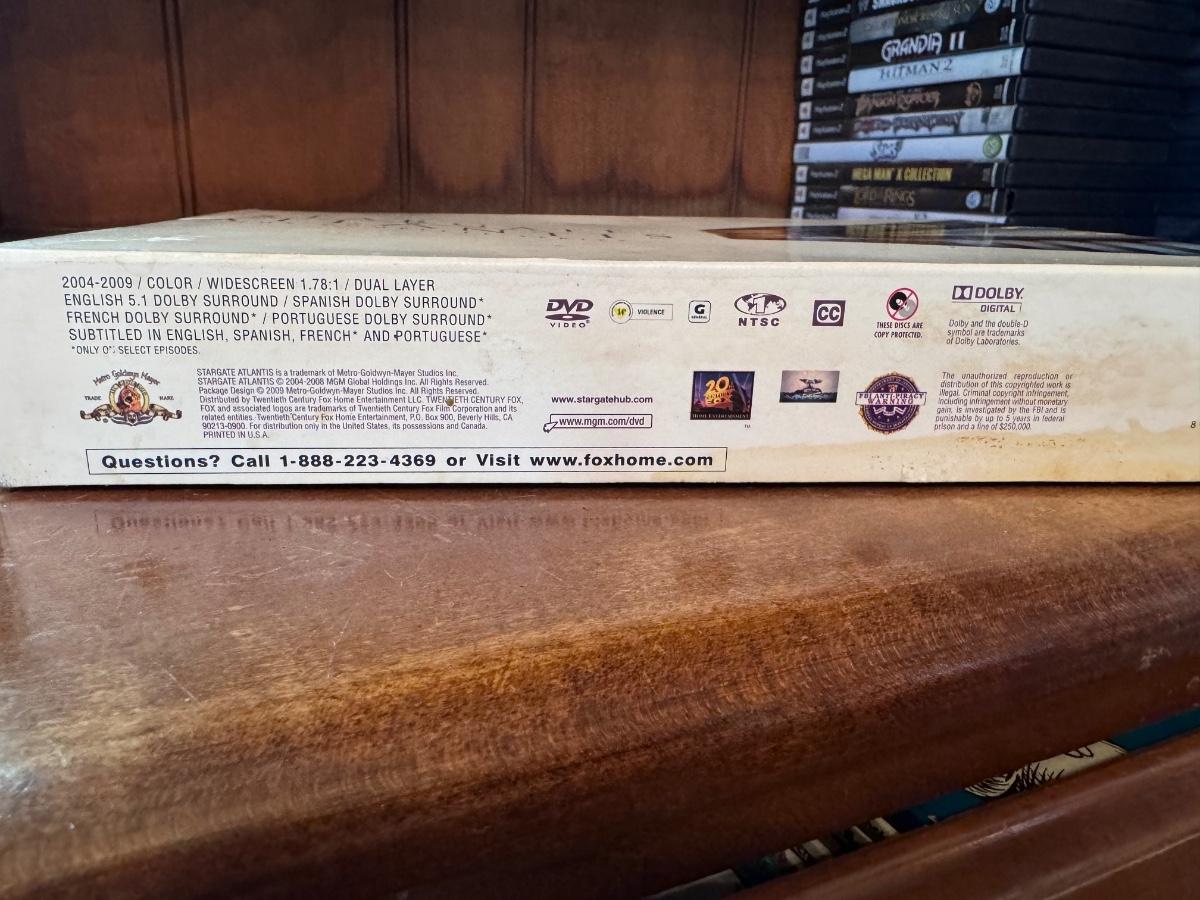 GRANDIA II
HITMAN 2
MEGA MAN X COLLECTION
2004-2009 / COLOR / WIDESCREEN 1.78:1 / DUAL LAYER
ENGLISH 5.1 DOLBY SURROUND / SPANISH DOLBY SURROUND*
FRENCH DOLBY SURROUND* / PORTUGUESE DOLBY SURROUND*
SUBTITLED IN ENGLISH, SPANISH, FRENCH* AND PORTUGUESE*
*ONLY ON SELECT EPISODES.
DVD
VIDEO
14
VIOLENCE
G
GENERAL
NTSC
CC
THESE DISCS ARE
COPY PROTECTED.
DOLBY
DIGITAL
Dolby and the double-D
symbol are trademarks
of Dolby Laboratories.
Metro Goldwyn Mayer
TRADE MARK
STARGATE ATLANTIS is a trademark of Metro-Goldwyn-Mayer Studios Inc.
STARGATE ATLANTIS © 2004-2008 MGM Global Holdings Inc. All Rights Reserved.
Package Design © 2009 Metro-Goldwyn-Mayer Studios Inc. All Rights Reserved.
Distributed by Twentieth Century Fox Home Entertainment LLC. TWENTIETH CENTURY FOX,
FOX and associated logos are trademarks of Twentieth Century Fox Film Corporation and its
related entities. Twentieth Century Fox Home Entertainment, P.O. Box 900, Beverly Hills, CA
90213-0900. For distribution only in the United States, its possessions and Canada.
PRINTED IN U.S.A.
www.stargatehub.com
www.mgm.com/dvd
20
HOME ENTERTAINMENT
TM
FBI ANTI-PIRACY
WARNING
The unauthorized reproduction or
distribution of this copyrighted work is
illegal. Criminal copyright infringement,
including infringement without monetary
gain, is investigated by the FBI and is
punishable by up to 5 years in federal
prison and a fine of $250,000.
8
Questions? Call 1-888-223-4369 or Visit www.foxhome.com